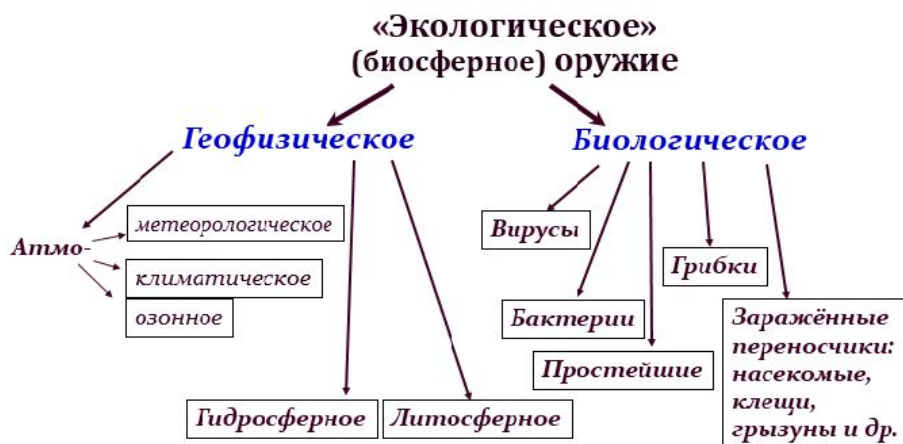 «Экологическое»
(биосферное) оружие
Геофизическое
Биологическое
Атмо-
метеорологическое
климатическое
озонное
Гидросферное
Литосферное
Вирусы
Бактерии
Простейшие
Грибки
Заражённые
переносчики:
насекомые,
клещи,
грызуны и др.